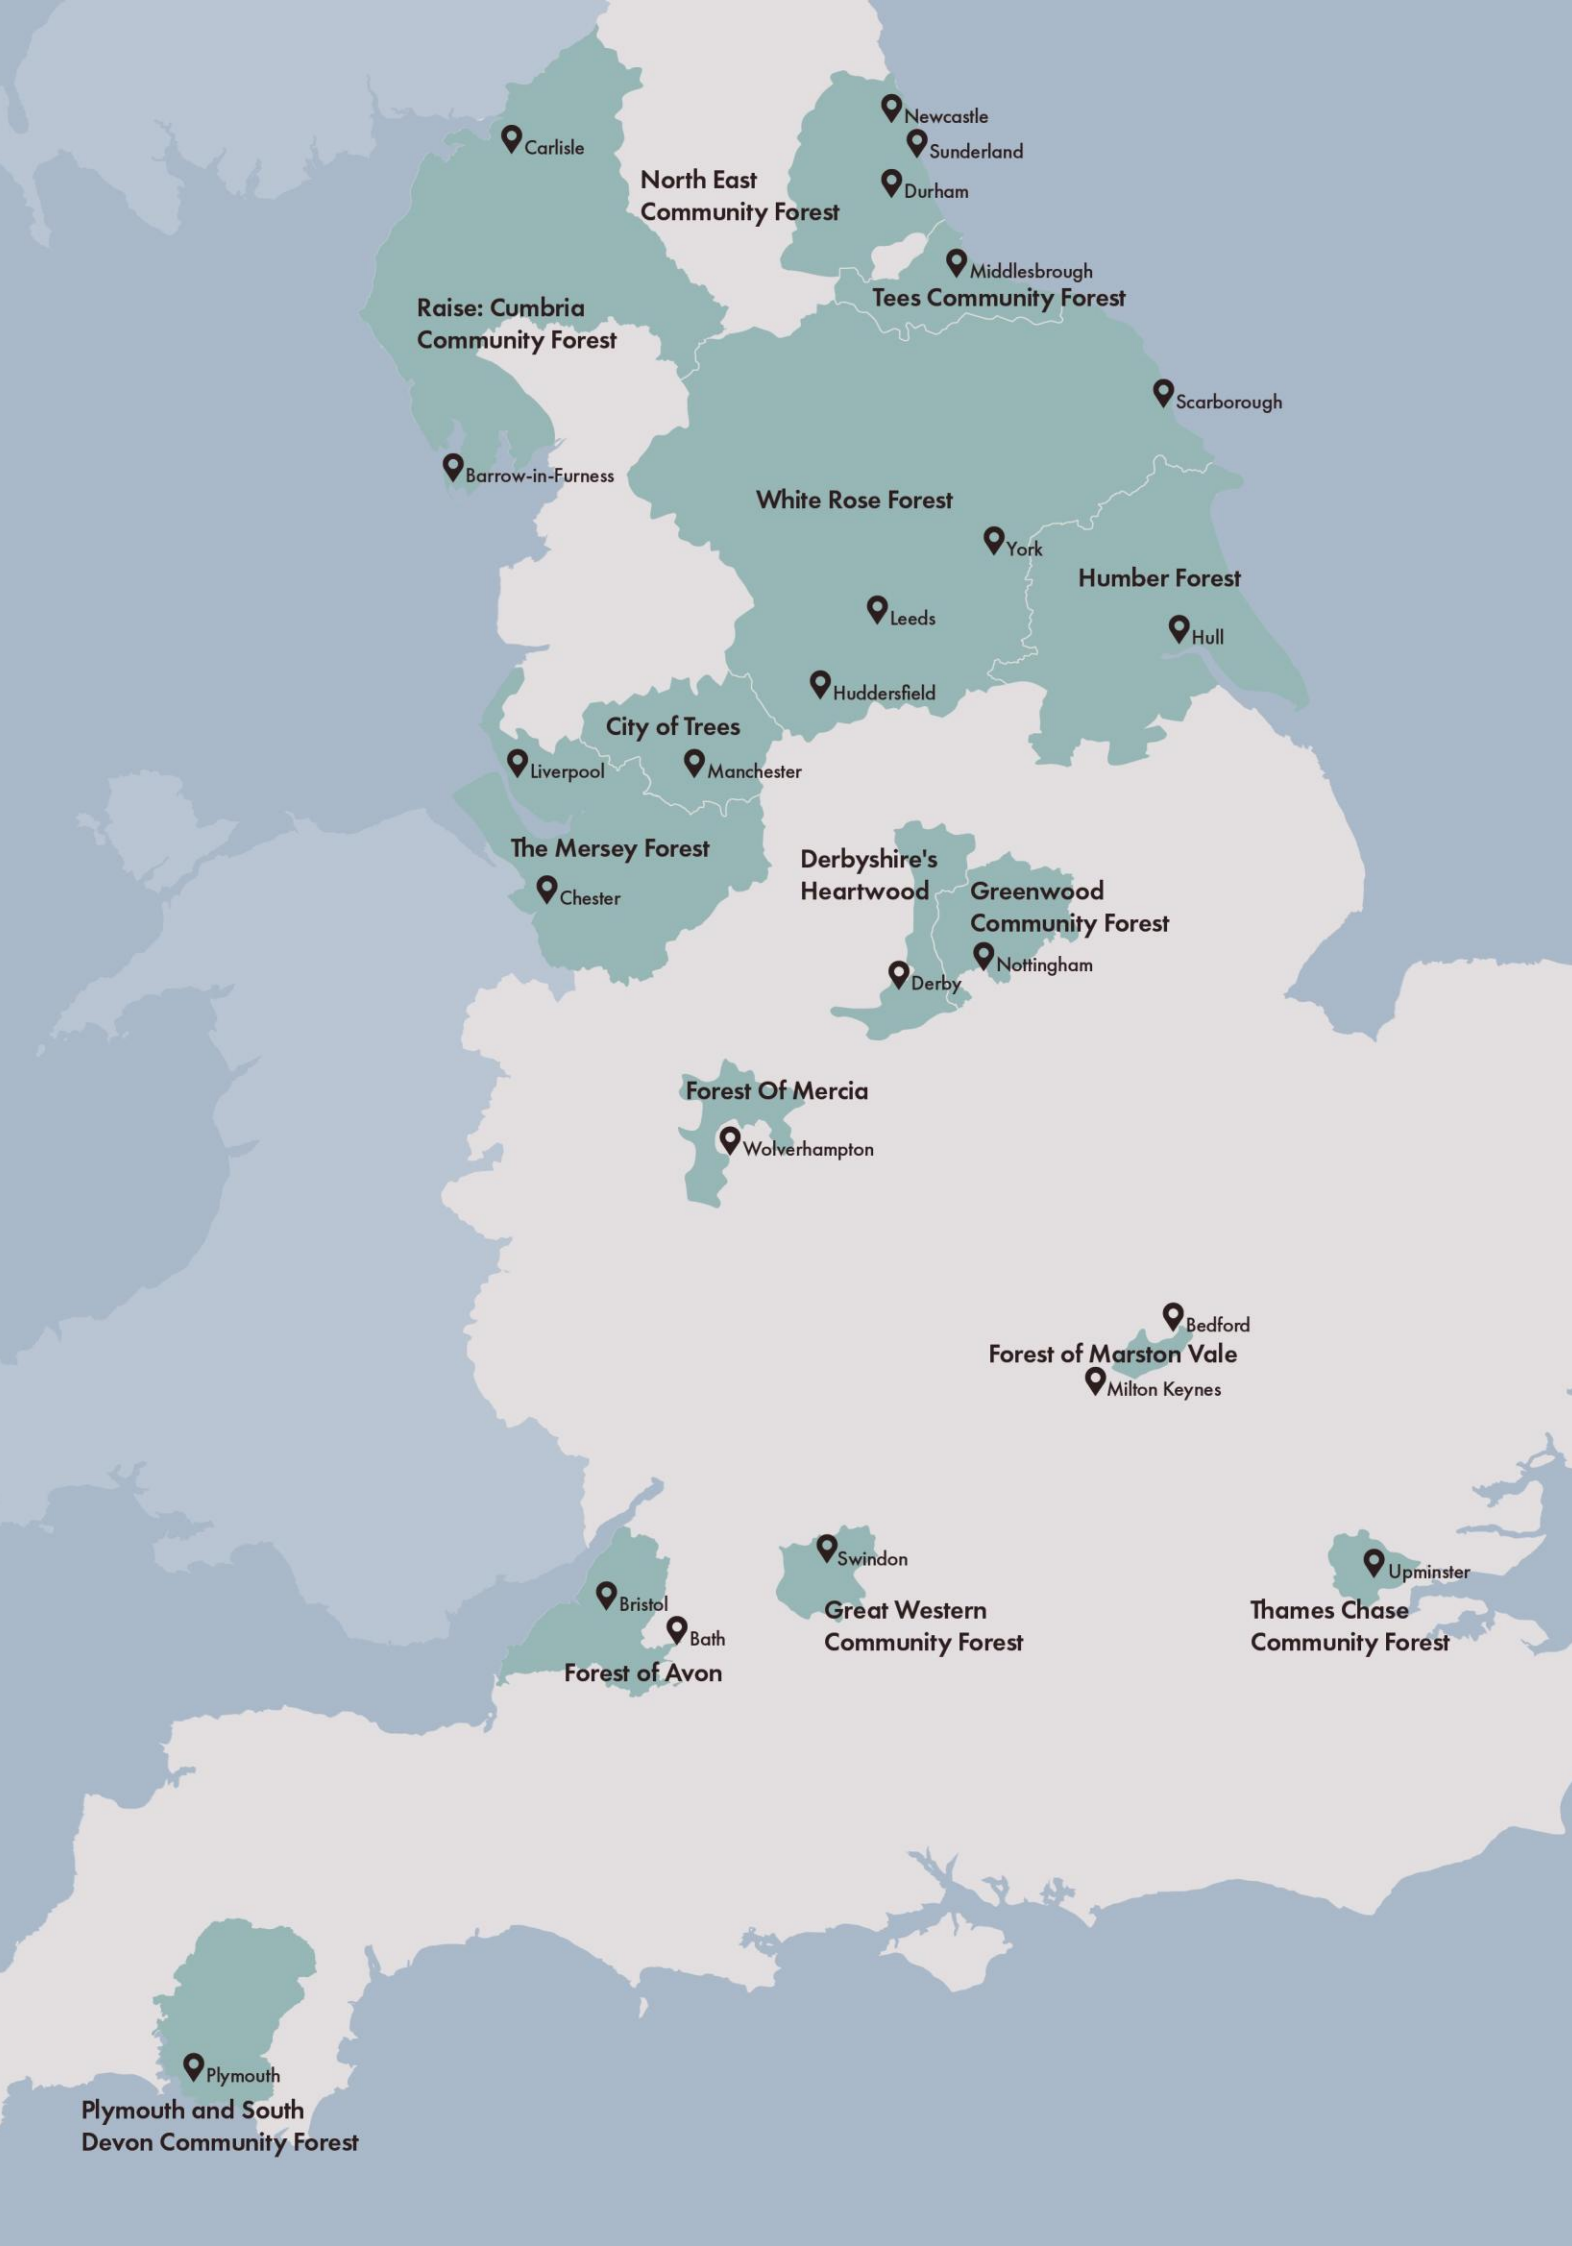 Newcastle
Carlisle
Sunderland
North East
Community Forest
Durham
Middlesbrough
Tees Community Forest
Raise: Cumbria
Community Forest
Scarborough
Barrow-in-Furness
White Rose Forest
York
Humber Forest
Leeds
Hull
Huddersfield
City of Trees
Liverpool
Manchester
The Mersey Forest
Chester
Derbyshire's
Heartwood
Greenwood
Community Forest
Nottingham
Derby
Forest Of Mercia
Wolverhampton
Bedford
Forest of Marston Vale
Milton Keynes
Swindon
Upminster
Bristol
Great Western
Community Forest
Thames Chase
Community Forest
Bath
Forest of Avon
Plymouth
Plymouth and South
Devon Community Forest